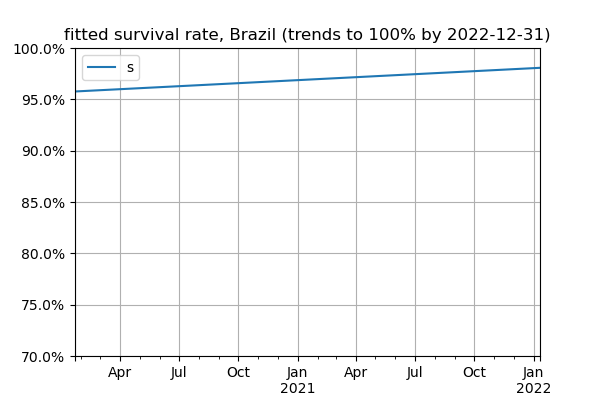 fitted survival rate, Brazil (trends to 100% by 2022-12-31)
100.0%
s
95.0%
90.0%
85.0%
80.0%
75.0%
70.0%
Apr Jul Oct Jan Apr Jul Oct Jan
2021 2022